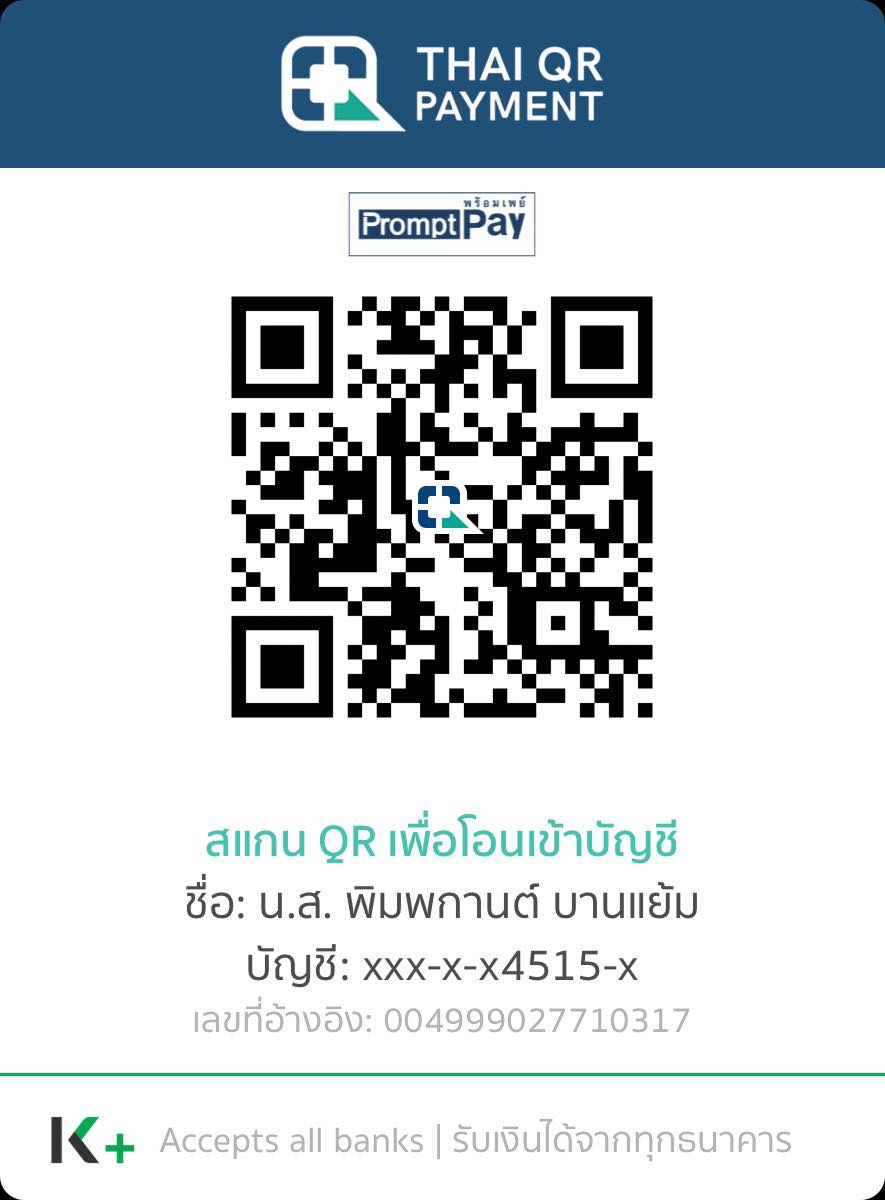 THAI QR
PAYMENT
พร้อมเพย์
PromptPay
สแกน QR เพื่อโอนเข้าบัญชี
ชื่อ: น.ส. พิมพกานต์ บานแย้ม
บัญชี: xxx-x-x4515-x
เลขที่อ้างอิง: 004999027710317
K+ Accepts all banks | รับเงินได้จากทุกธนาคาร